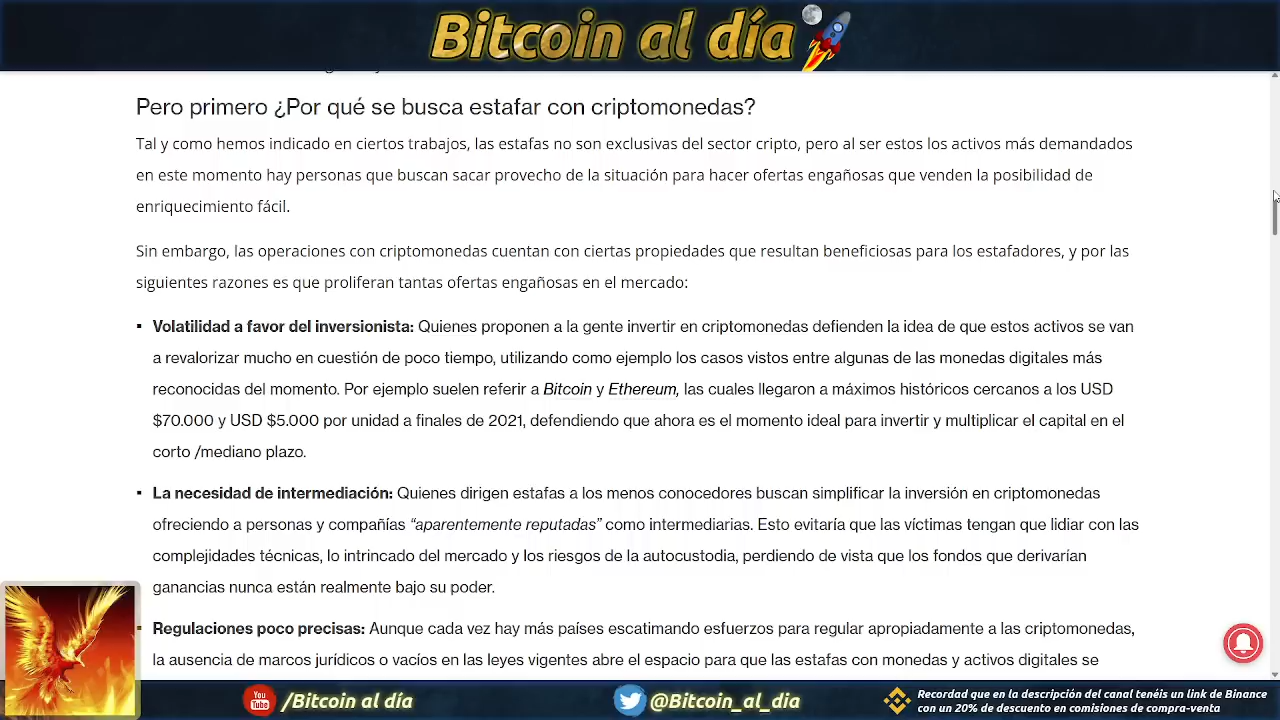 Bitcoin al día
Pero primero ¿Por qué se busca estafar con criptomonedas?
Tal y como hemos indicado en ciertos trabajos, las estafas no son exclusivas del sector cripto, pero al ser estos los activos más demandados
en este momento hay personas que buscan sacar provecho de la situación para hacer ofertas engañosas que venden la posibilidad de
enriquecimiento fácil.
Sin embargo, las operaciones con criptomonedas cuentan con ciertas propiedades que resultan beneficiosas para los estafadores, y por las
siguientes razones es que proliferan tantas ofertas engañosas en el mercado:
▪ Volatilidad a favor del inversionista: Quienes proponen a la gente invertir en criptomonedas defienden la idea de que estos activos se van
a revalorizar mucho en cuestión de poco tiempo, utilizando como ejemplo los casos vistos entre algunas de las monedas digitales más
reconocidas del momento. Por ejemplo suelen referir a Bitcoin y Ethereum, las cuales llegaron a máximos históricos cercanos a los USD
$70.000 y USD $5.000 por unidad a finales de 2021, defendiendo que ahora es el momento ideal para invertir y multiplicar el capital en el
corto /mediano plazo.
▪ La necesidad de intermediación: Quienes dirigen estafas a los menos conocedores buscan simplificar la inversión en criptomonedas
ofreciendo a personas y compañías “aparentemente reputadas” como intermediarias. Esto evitaría que las víctimas tengan que lidiar con las
complejidades técnicas, lo intrincado del mercado y los riesgos de la autocustodia, perdiendo de vista que los fondos que derivarían
ganancias nunca están realmente bajo su poder.
▪ Regulaciones poco precisas: Aunque cada vez hay más países escatimando esfuerzos para regular apropiadamente a las criptomonedas,
la ausencia de marcos jurídicos o vacíos en las leyes vigentes abre el espacio para que las estafas con monedas y activos digitales se
You Tube /Bitcoin al día
@Bitcoin_al_dia
Recordad que en la descripción del canal tenéis un link de Binance
con un 20% de descuento en comisiones de compra-venta